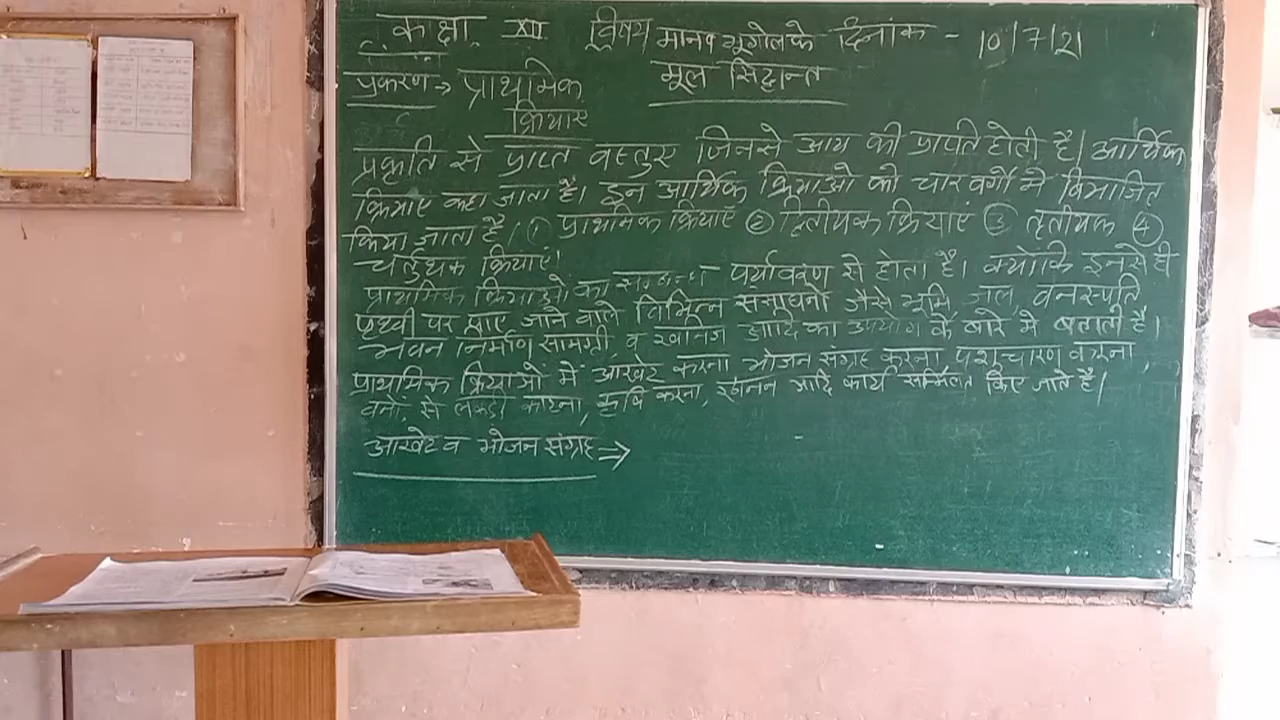 कक्षा XII विषय मानव भूगोल के दिनांक - 10/7/21
मूल सिद्धान्त
प्रकरण → प्राथमिक
क्रियाए
प्रकृति से प्राप्त वस्तुए जिनसे आय की प्राप्ति होती है। आर्थिक
क्रियाए कहा जाता है। इन आर्थिक क्रियाओ को चार वर्गो मे विभाजित
किया जाता है। ① प्राथमिक क्रियाएं ② द्वितीयक क्रियाएं ③ तृतीयक ④
चतुर्थक क्रियाएं।
प्राथमिक क्रियाओं का सम्बन्ध पर्यावरण से होता है। क्योकि इनसे ही
पृथ्वी पर पाए जाने वाले विभिन्न संसाधनो जैसे भूमि जल, वनस्पति
भवन निर्माण सामग्री व खनिज आदि का उपयोग के बारे मे बताती है।
प्राथमिक क्रियाओं में आखेट करना भोजन संग्रह करना पशुचारण करना
वनों से लकड़ी काटना, कृषि करना, खनन आदि कार्य सम्मिलित किए जाते है।
आखेट व भोजन संग्रह ⇒